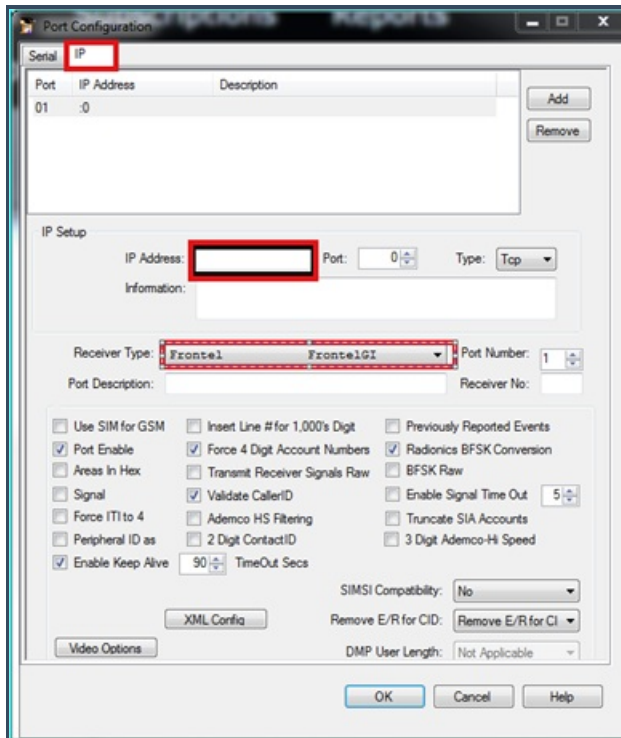 Port Configuration
Reports
Serial IP
Port IP Address Description
01 :0
Add
Remove
IP Setup
IP Address: Port: 0 Type: Tcp
Information:
Receiver Type: Frontel FrontelGI Port Number: 1
Port Description: Receiver No:
Use SIM for GSM Insert Line # for 1,000's Digit Previously Reported Events
Port Enable Force 4 Digit Account Numbers Radionics BFSK Conversion
Areas In Hex Transmit Receiver Signals Raw BFSK Raw
Signal Validate CallerID Enable Signal Time Out 5
Force ITI to 4 Ademco HS Filtering Truncate SIA Accounts
Peripheral ID as 2 Digit ContactID 3 Digit Ademco-Hi Speed
Enable Keep Alive 90 TimeOut Secs
SIMSI Compatibility: No
XML Config Remove E/R for CID: Remove E/R for CI
Video Options DMP User Length: Not Applicable
OK Cancel Help